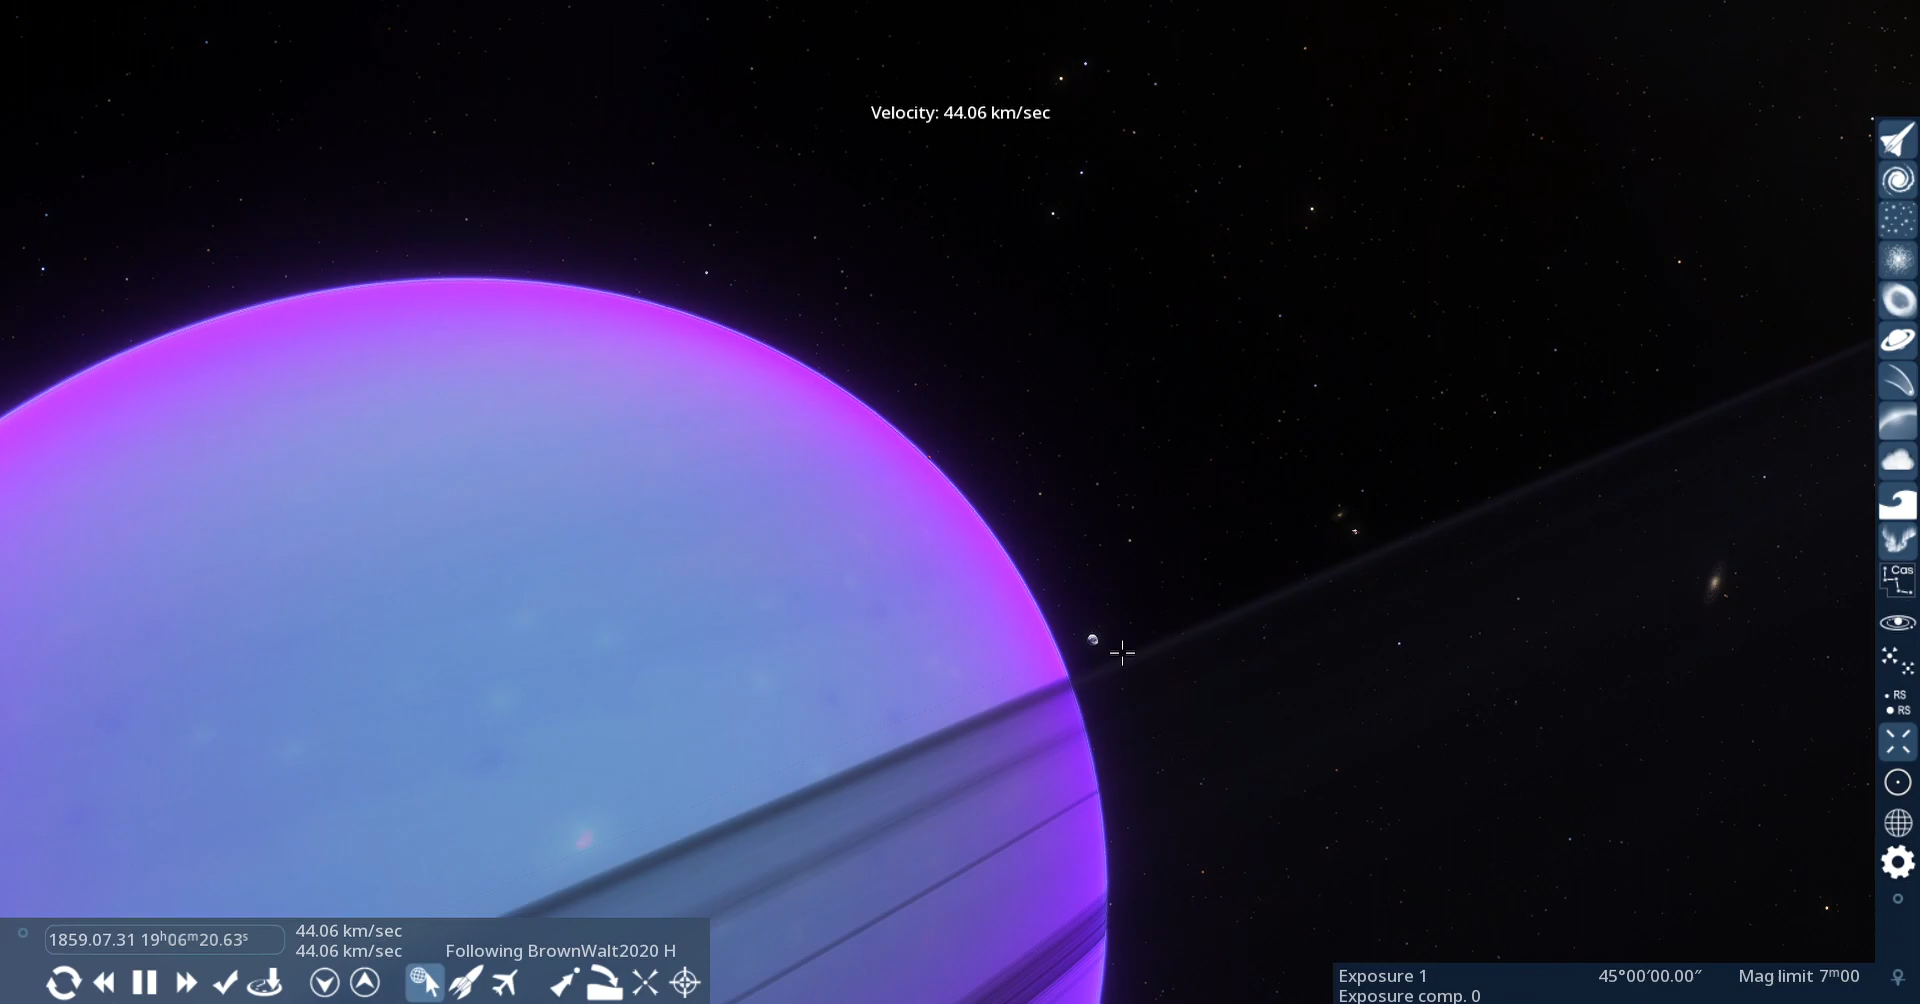 Velocity: 44.06 km/sec
Cas
RS
RS
1859.07.31 19ʰ06ᵐ20.63ˢ
44.06 km/sec
44.06 km/sec
Following BrownWalt2020 H
Exposure 1
45°00′00.00″
Mag limit 7ᵐ00
Exposure comp. 0